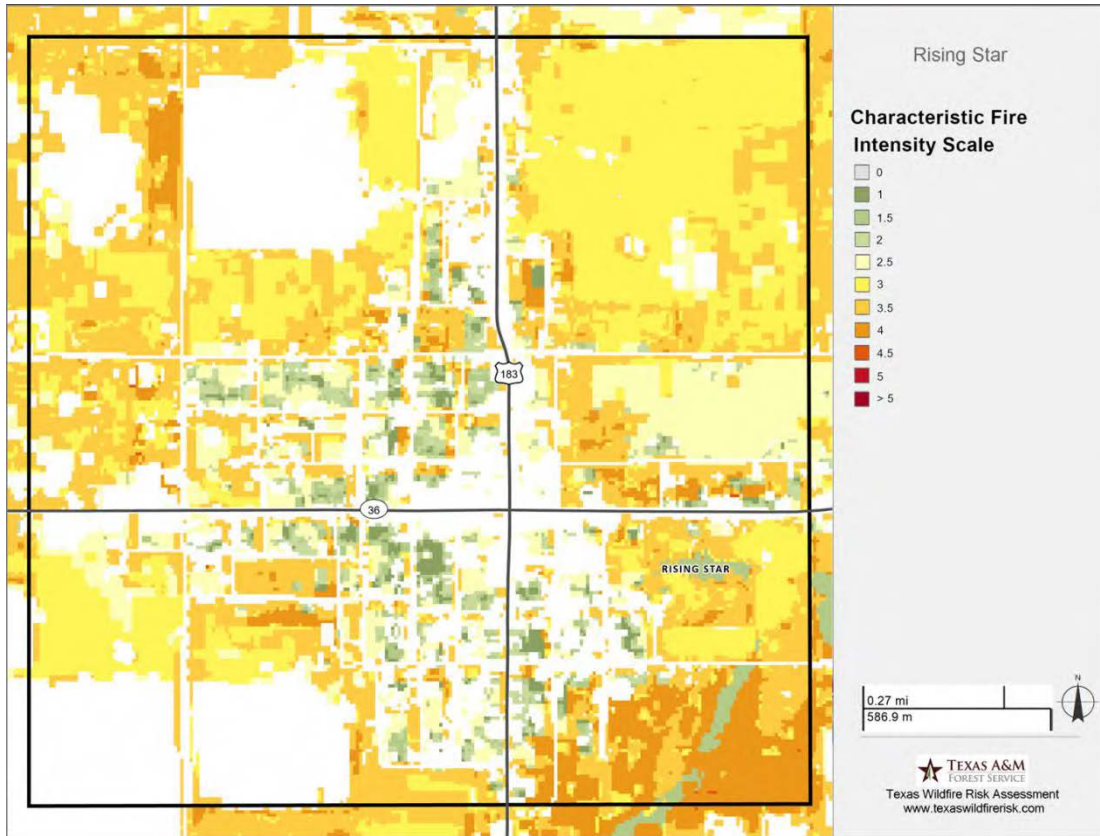 Rising Star
Characteristic Fire
Intensity Scale
0
1
1.5
2
2.5
3
3.5
4
4.5
5
> 5
183
36
RISING STAR
0.27 mi
586.9 m
N
TEXAS A&M
FOREST SERVICE
Texas Wildfire Risk Assessment
www.texaswildfirerisk.com